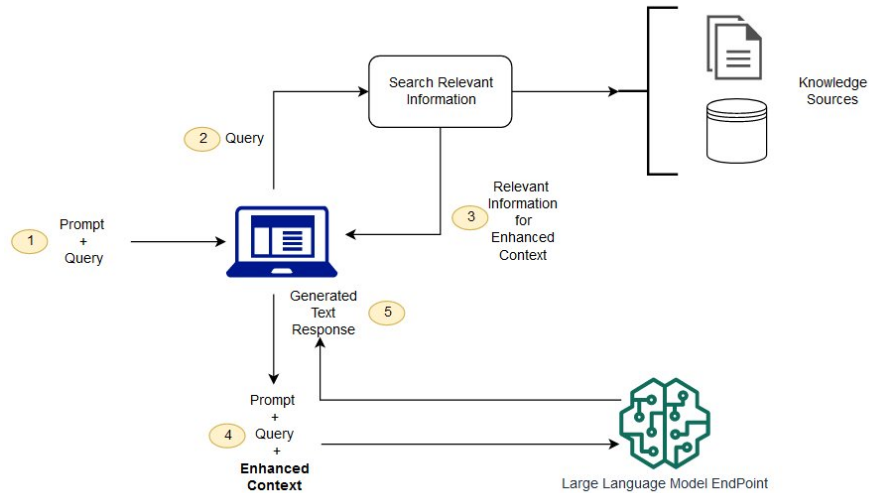 Search Relevant
Information
Knowledge
Sources
2
Query
1
Prompt
+
Query
3
Relevant
Information
for
Enhanced
Context
Generated
Text
Response
5
4
Prompt
+
Query
+
Enhanced
Context
Large Language Model EndPoint